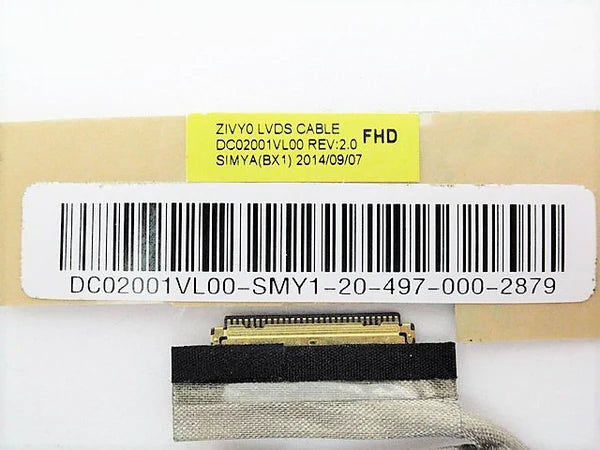 ZIVY0 LVDS CABLE
DC02001VL00 REV:2.0 FHD
SIMYA(BX1) 2014/09/07
DC02001VL00-SMY1-20-497-000-2879